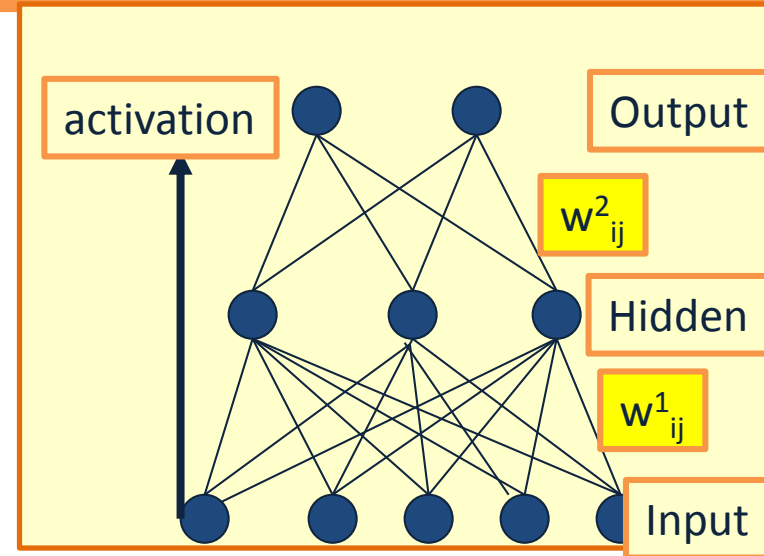 activation
Output
w²ᵢⱼ
Hidden
w¹ᵢⱼ
Input